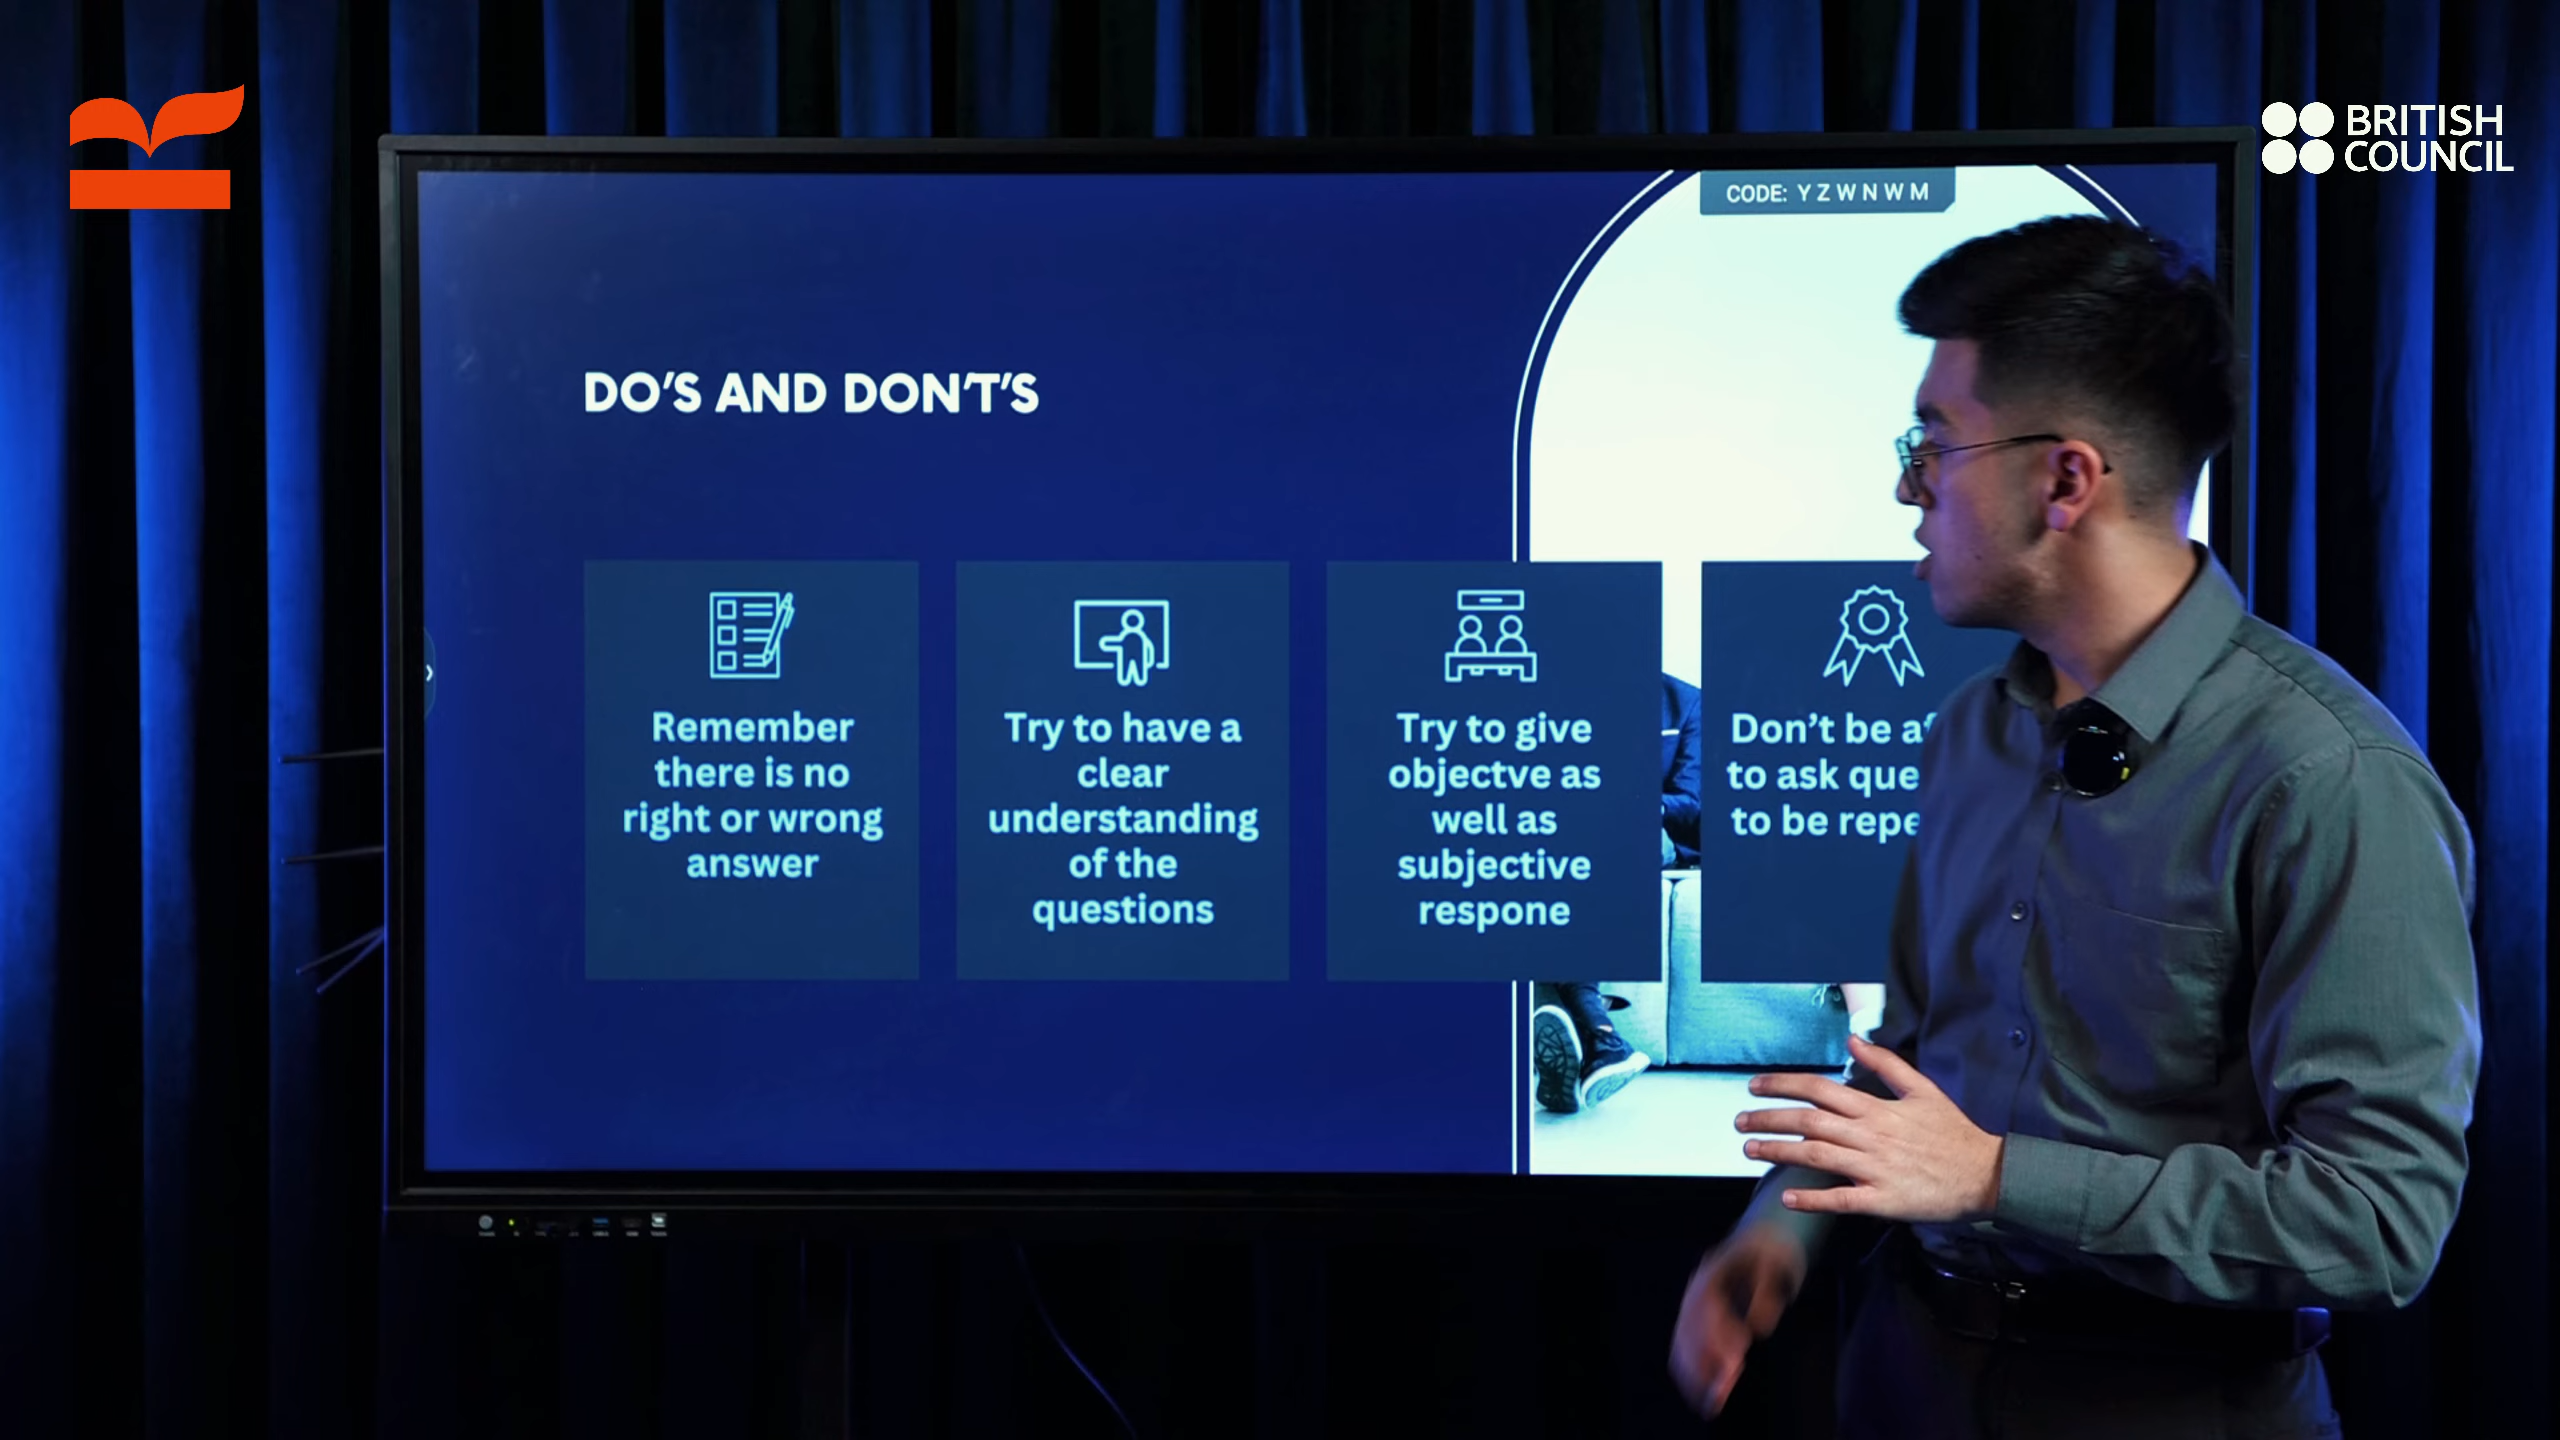 BRITISH
COUNCIL
CODE: Y Z W N W M
DO'S AND DON'T'S
Remember
there is no
right or wrong
answer
Try to have a
clear
understanding
of the
questions
Try to give
objectve as
well as
subjective
respone
Don't be
to ask
to be